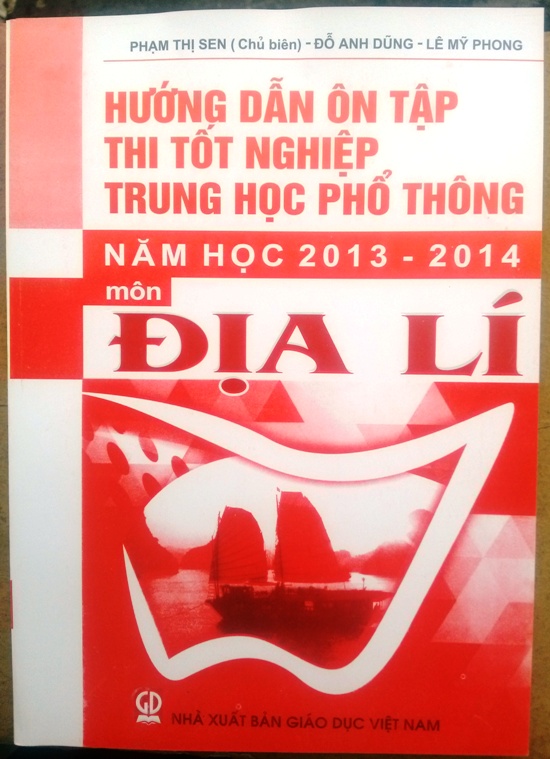 PHẠM THỊ SEN (Chủ biên) - ĐỖ ANH DŨNG - LÊ MỸ PHONG
HƯỚNG DẪN ÔN TẬP
THI TỐT NGHIỆP
TRUNG HỌC PHỔ THÔNG
NĂM HỌC 2013 - 2014
môn
ĐỊA LÍ
GD
NHÀ XUẤT BẢN GIÁO DỤC VIỆT NAM